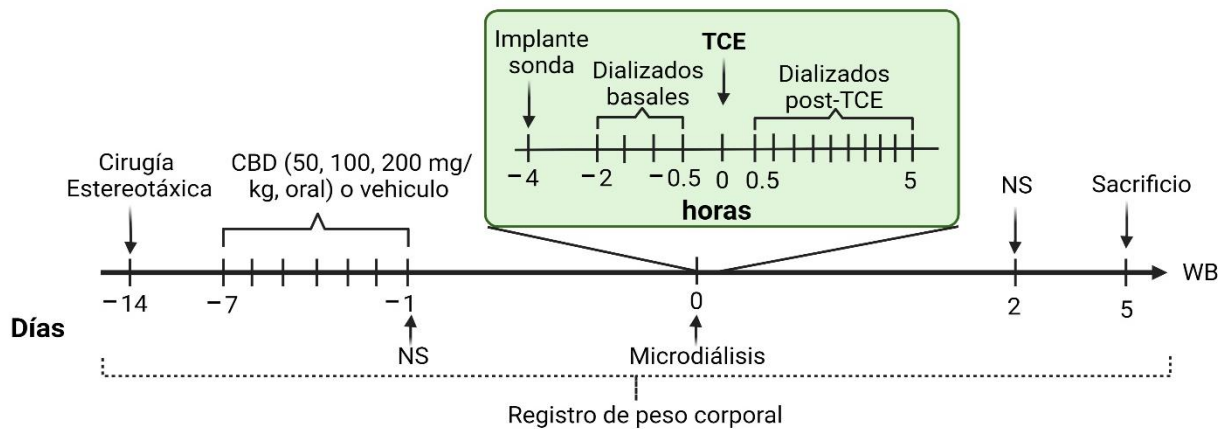 Implante
sonda
TCE
Dializados
basales
Dializados
post-TCE
−4
−2
−0.5
0
0.5
5
horas
Cirugía
Estereotáxica
CBD (50, 100, 200 mg/
kg, oral) o vehiculo
NS
Sacrificio
WB
−14
−7
−1
0
2
5
Días
NS
Microdiálisis
Registro de peso corporal